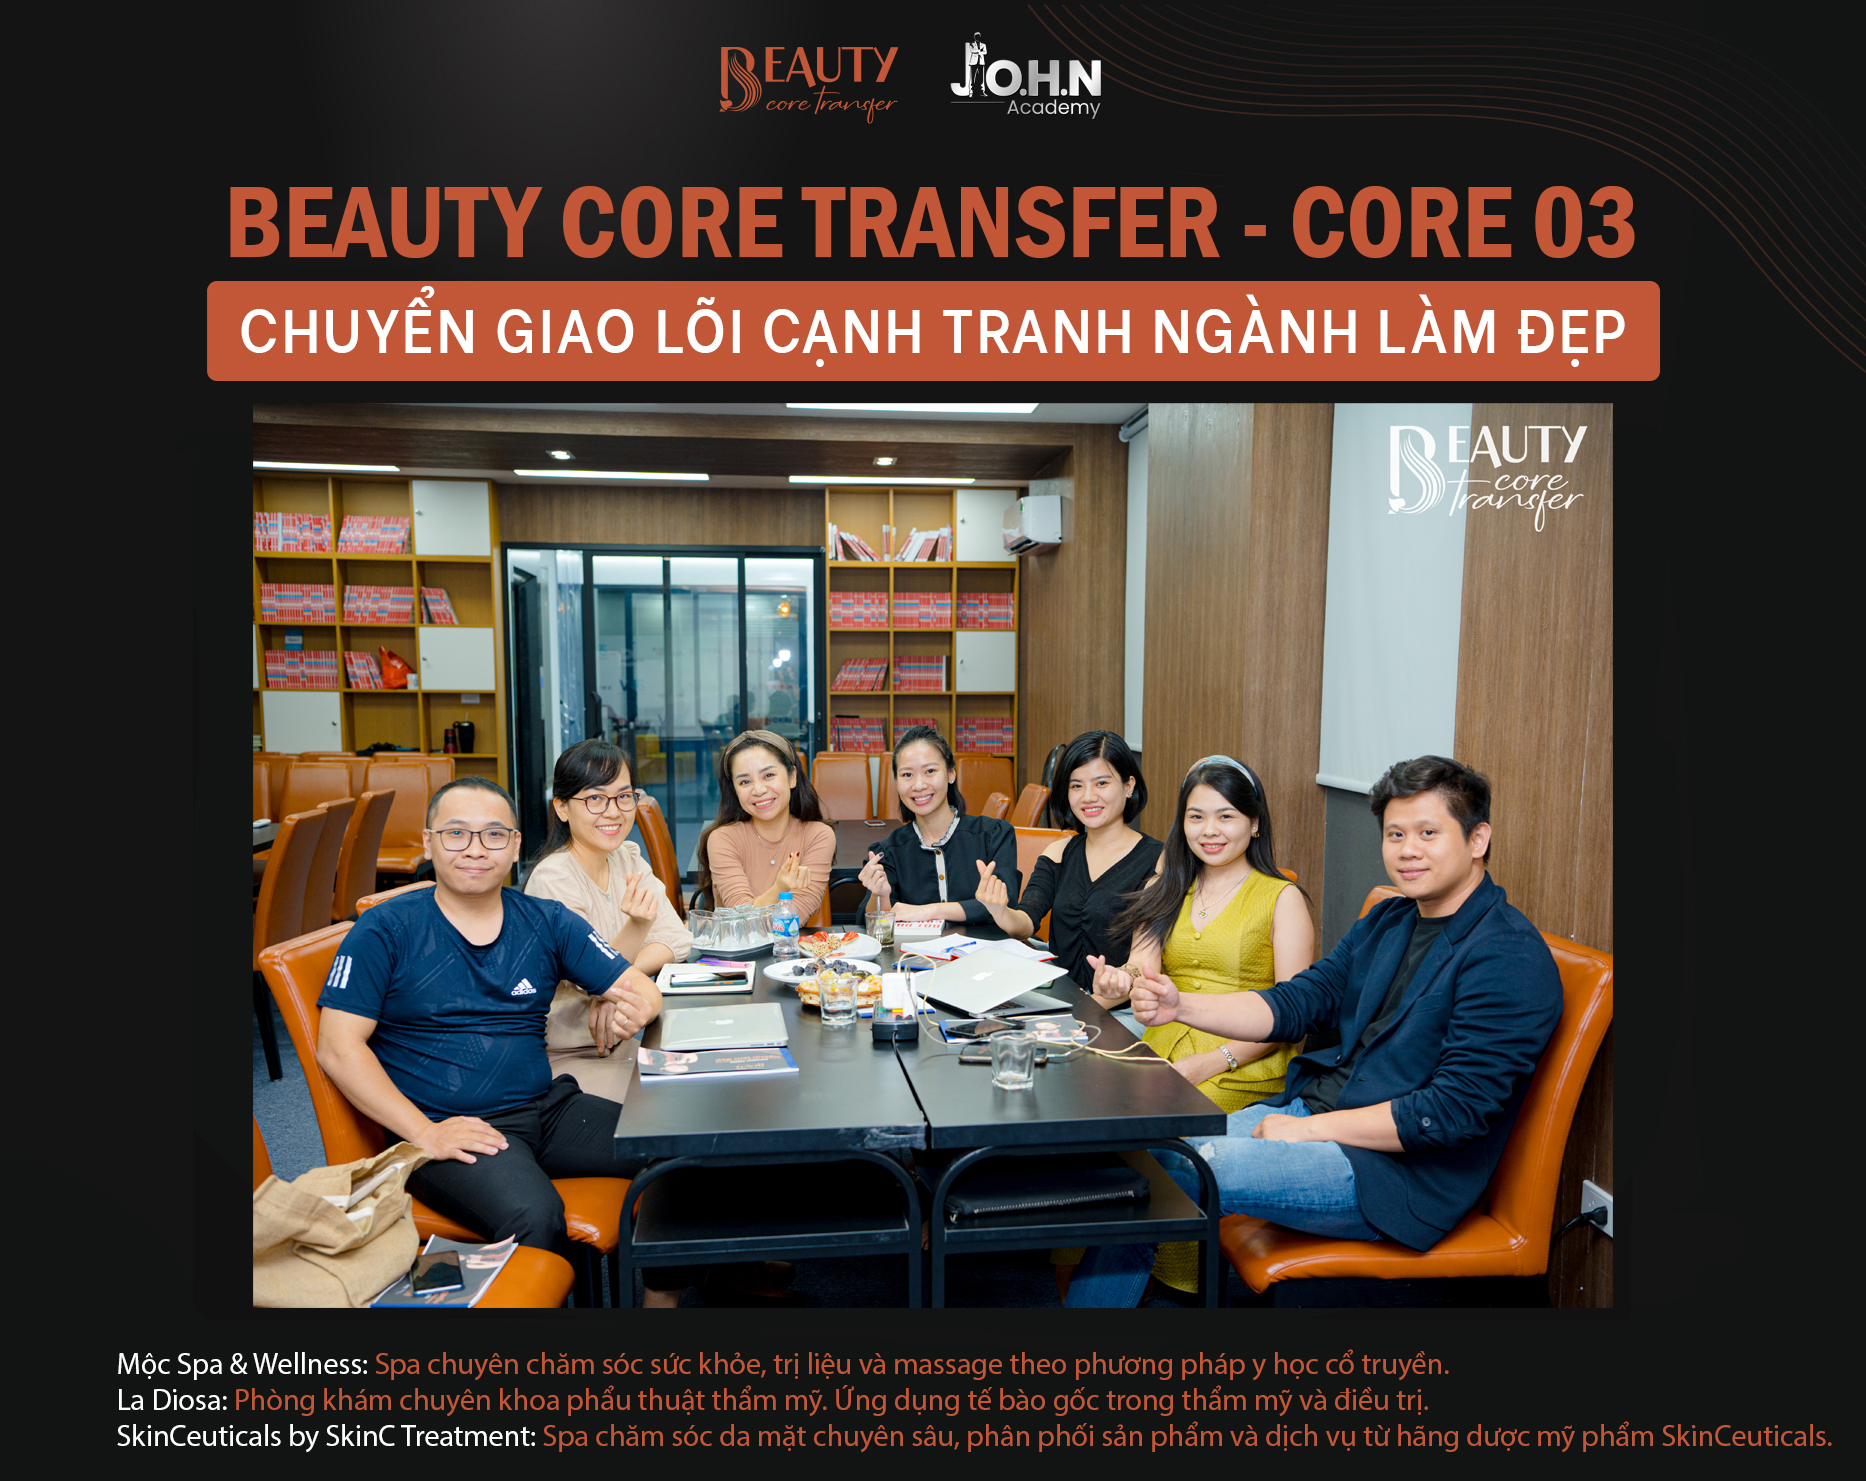 BEAUTY
core transfer
J.O.H.N
Academy
BEAUTY CORE TRANSFER - CORE 03
CHUYỂN GIAO LÕI CẠNH TRANH NGÀNH LÀM ĐẸP
BEAUTY
core
transfer
adidas
Mộc Spa & Wellness: Spa chuyên chăm sóc sức khỏe, trị liệu và massage theo phương pháp y học cổ truyền.
La Diosa: Phòng khám chuyên khoa phẩu thuật thẩm mỹ. Ứng dụng tế bào gốc trong thẩm mỹ và điều trị.
SkinCeuticals by SkinC Treatment: Spa chăm sóc da mặt chuyên sâu, phân phối sản phẩm và dịch vụ từ hãng dược mỹ phẩm SkinCeuticals.